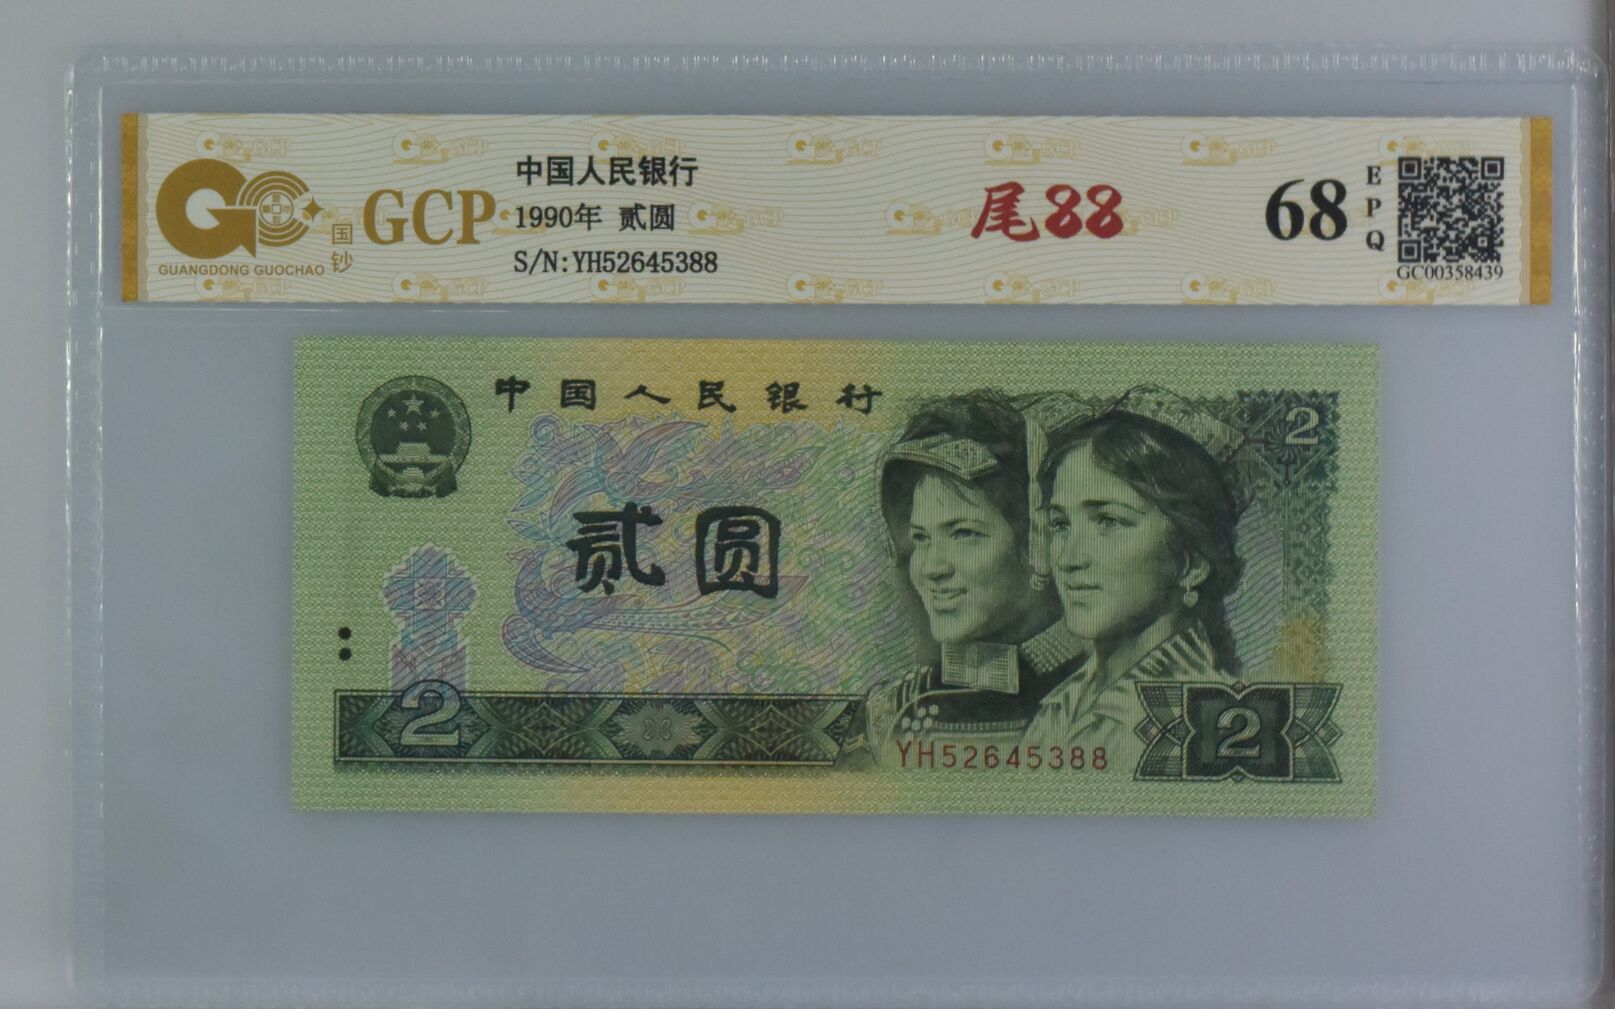 GUANGDONG GUOCHAO
国钞
GCP
中国人民银行
1990年 贰圆
S/N:YH52645388
尾88
68
EPQ
GC00358439
中国人民银行
2
贰圆
2
YH52645388
2